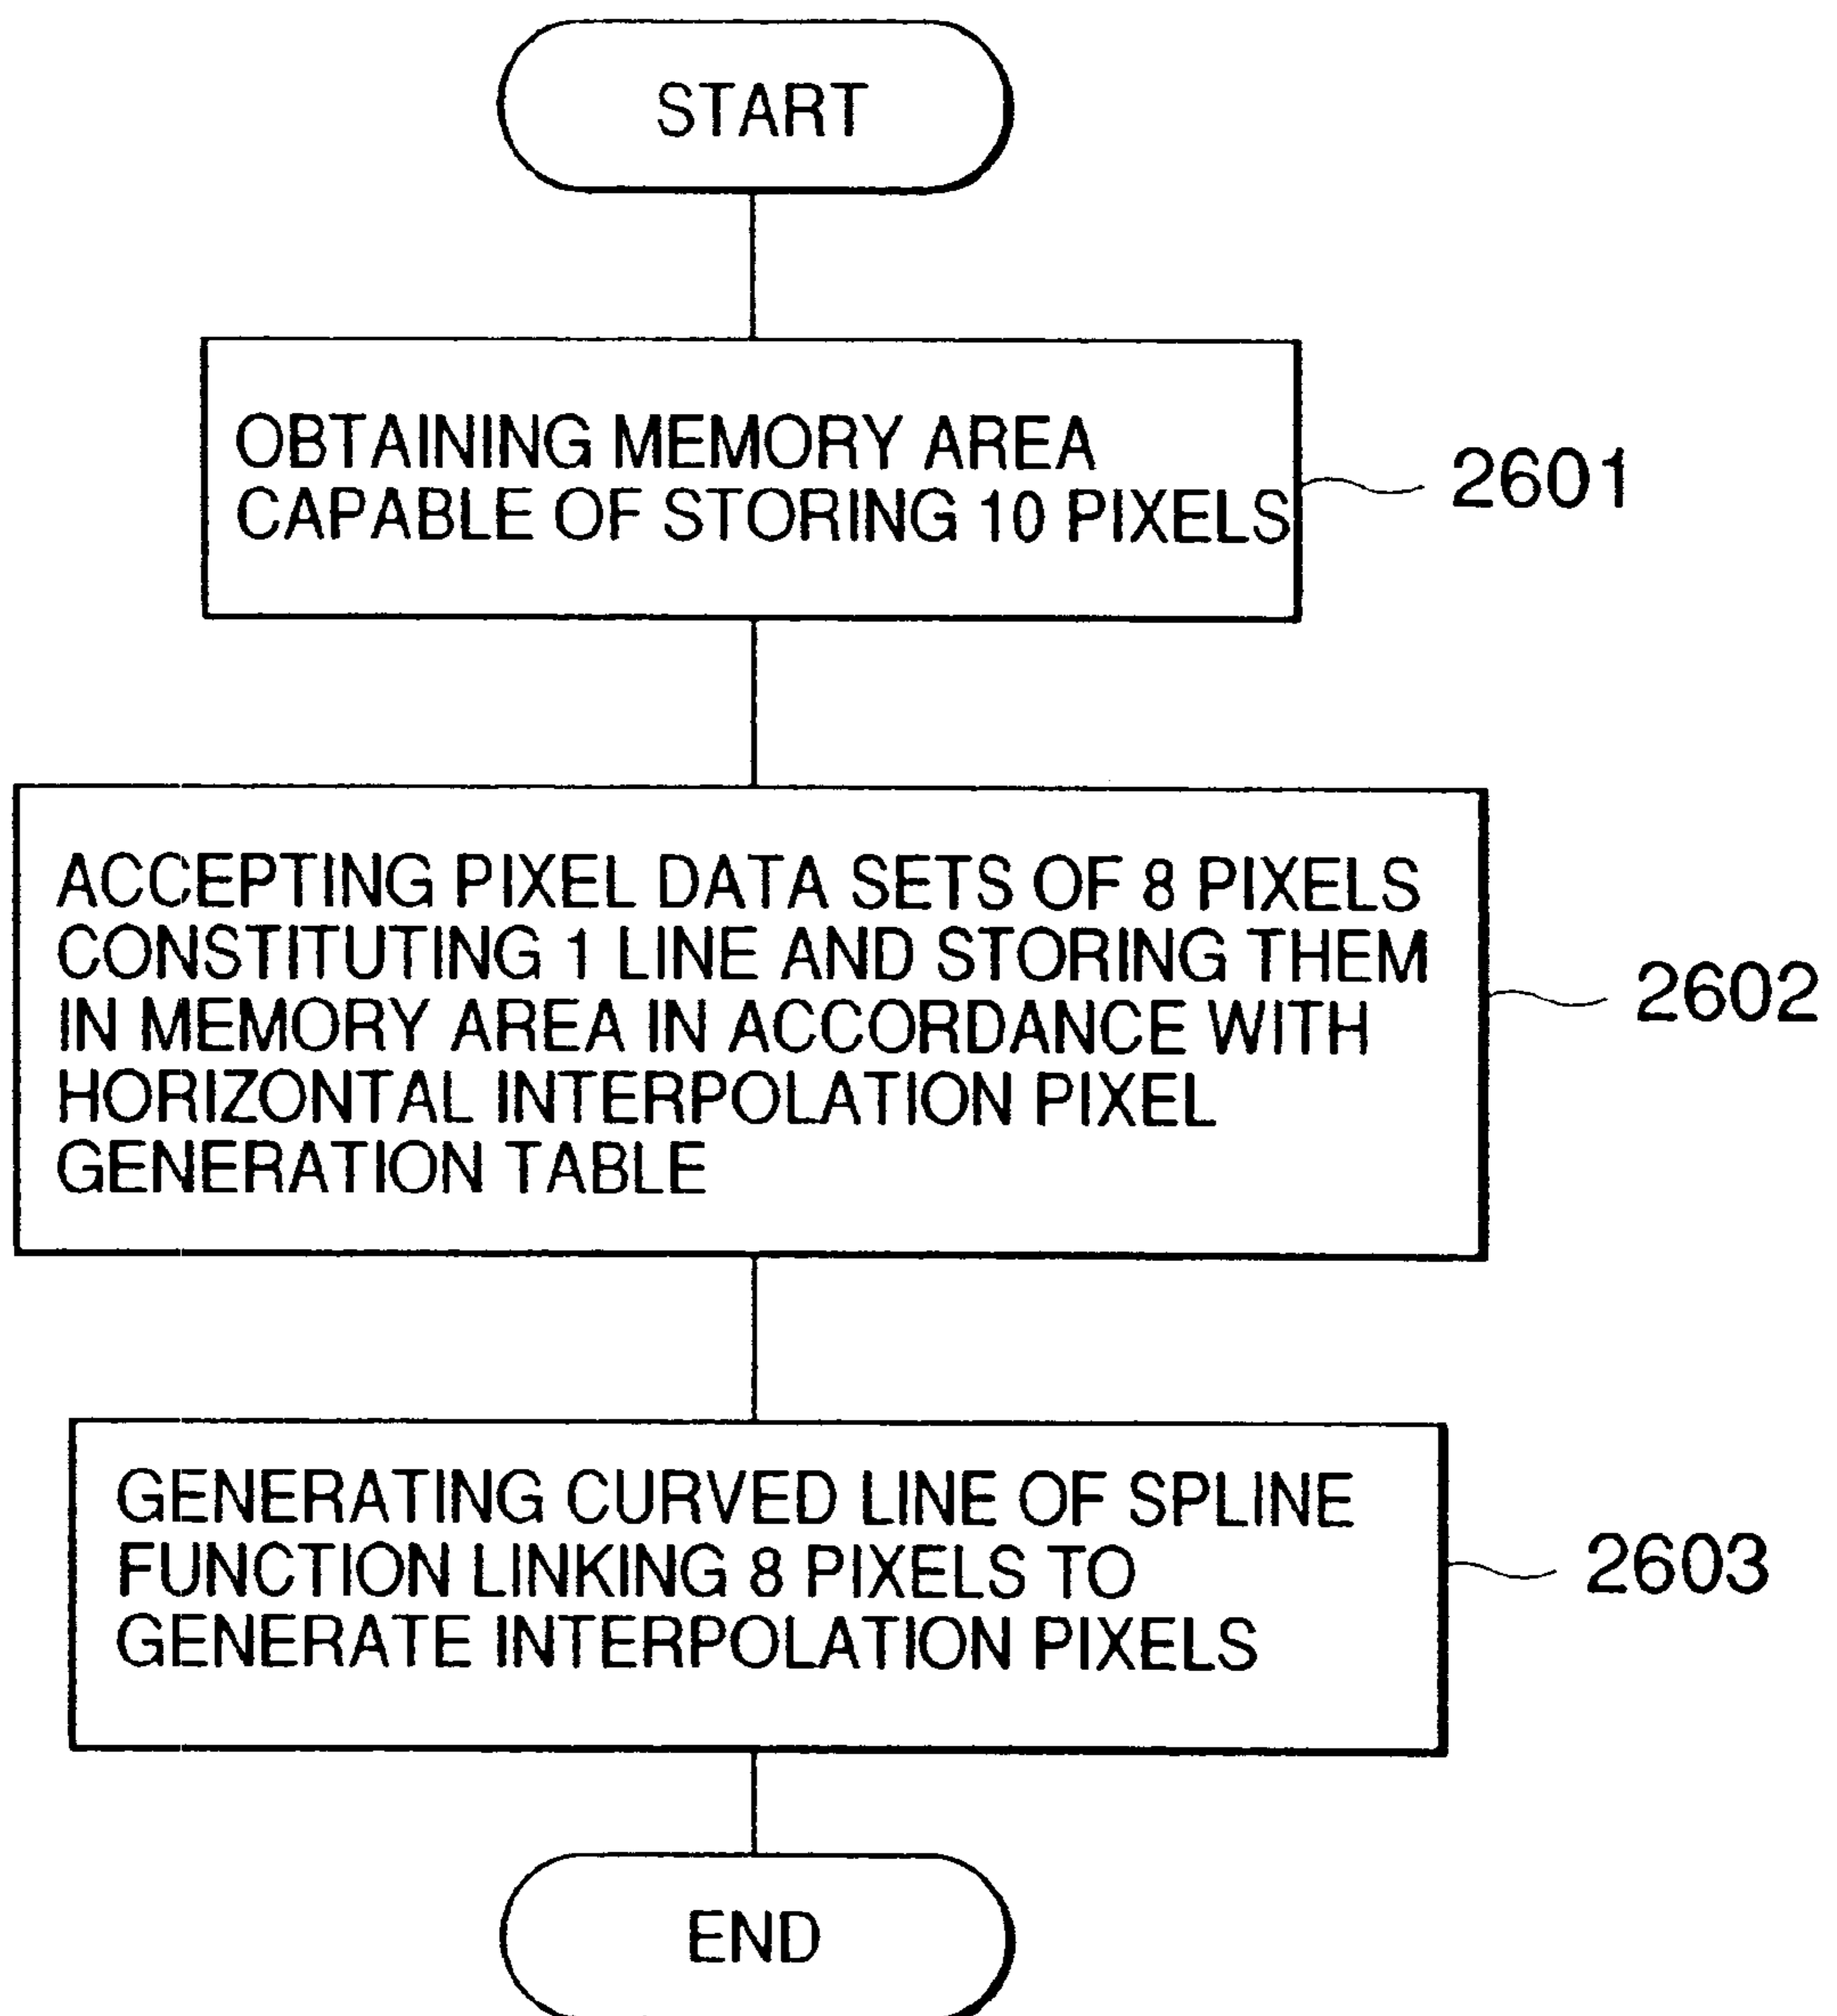 START
OBTAINING MEMORY AREA
CAPABLE OF STORING 10 PIXELS
2601
ACCEPTING PIXEL DATA SETS OF 8 PIXELS
CONSTITUTING 1 LINE AND STORING THEM
IN MEMORY AREA IN ACCORDANCE WITH
HORIZONTAL INTERPOLATION PIXEL
GENERATION TABLE
2602
GENERATING CURVED LINE OF SPLINE
FUNCTION LINKING 8 PIXELS TO
GENERATE INTERPOLATION PIXELS
2603
END